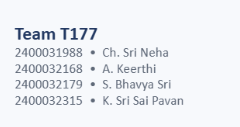 Team T177
2400031988 • Ch. Sri Neha
2400032168 • A. Keerthi
2400032179 • S. Bhavya Sri
2400032315 • K. Sri Sai Pavan